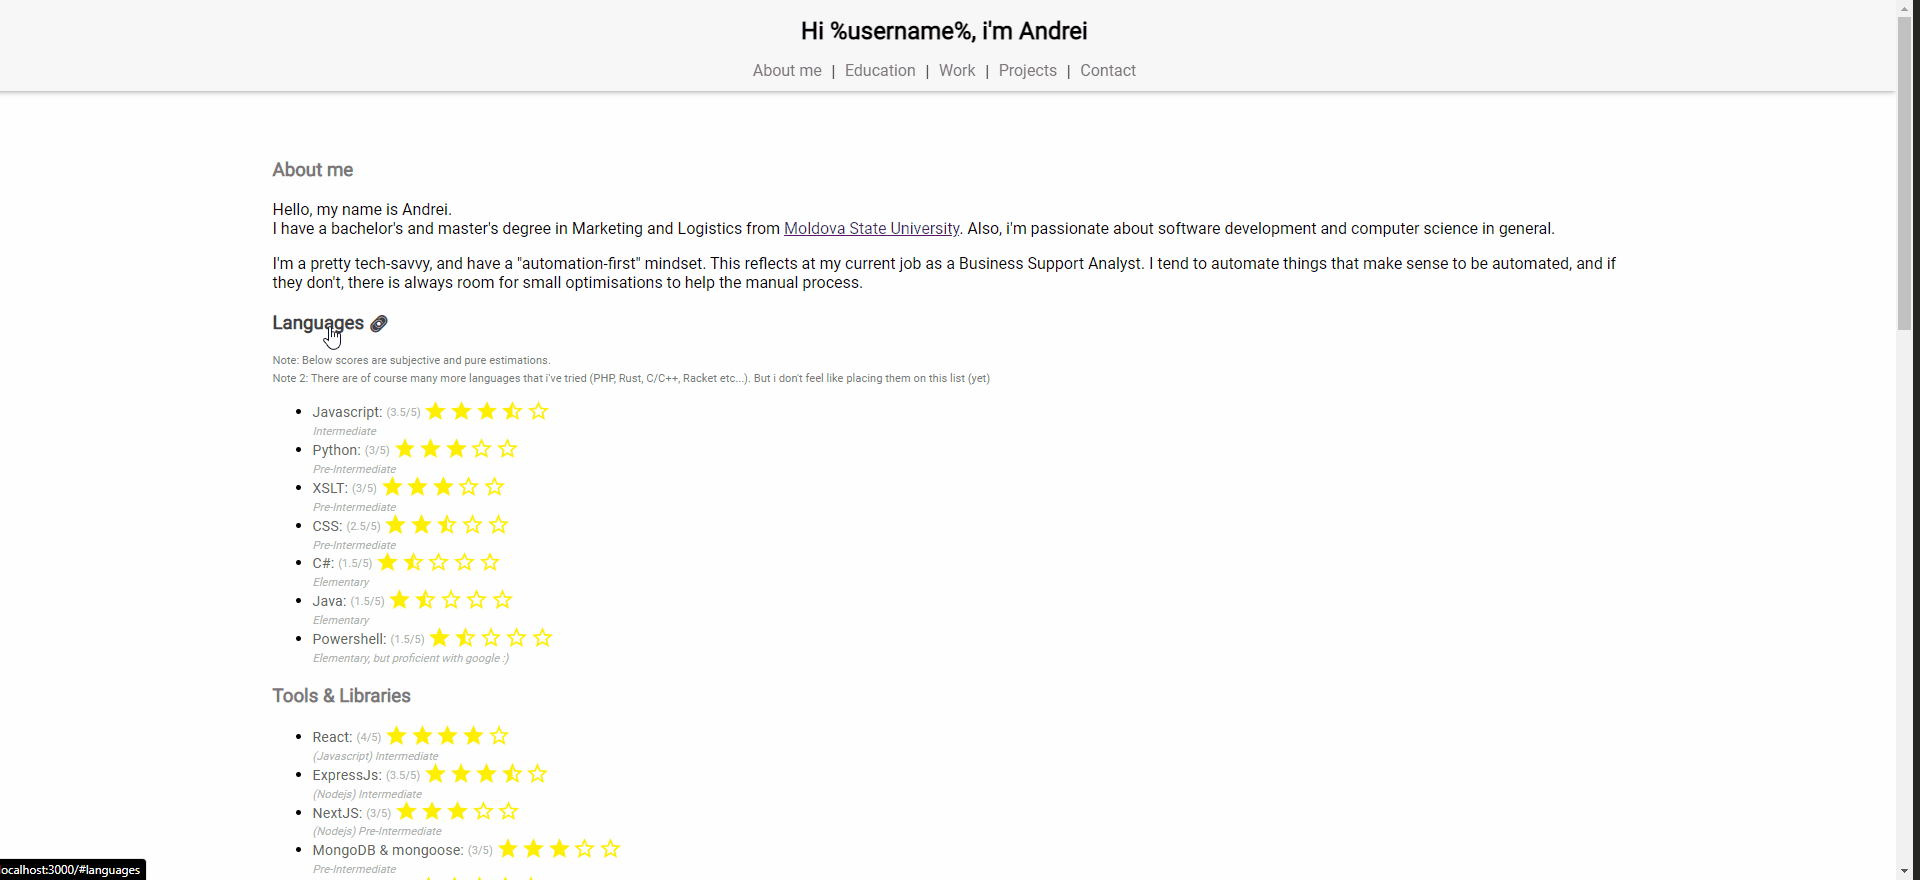 Hi %username%, i'm Andrei
About me | Education | Work | Projects | Contact
About me
Hello, my name is Andrei.
I have a bachelor's and master's degree in Marketing and Logistics from Moldova State University. Also, i'm passionate about software development and computer science in general.
I'm a pretty tech-savvy, and have a "automation-first" mindset. This reflects at my current job as a Business Support Analyst. I tend to automate things that make sense to be automated, and if
they don't, there is always room for small optimisations to help the manual process.
Languages
Note: Below scores are subjective and pure estimations.
Note 2: There are of course many more languages that i've tried (PHP, Rust, C/C++, Racket etc...). But i don't feel like placing them on this list (yet)
Javascript: (3.5/5)
Intermediate
Python: (3/5)
Pre-Intermediate
XSLT: (3/5)
Pre-Intermediate
CSS: (2.5/5)
Pre-Intermediate
C#: (1.5/5)
Elementary
Java: (1.5/5)
Elementary
Powershell: (1.5/5)
Elementary, but proficient with google :)
Tools & Libraries
React: (4/5)
(Javascript) Intermediate
ExpressJs: (3.5/5)
(Nodejs) Intermediate
NextJS: (3/5)
(Nodejs) Pre-Intermediate
MongoDB & mongoose: (3/5)
Pre-Intermediate
ocalhost:3000/#languages